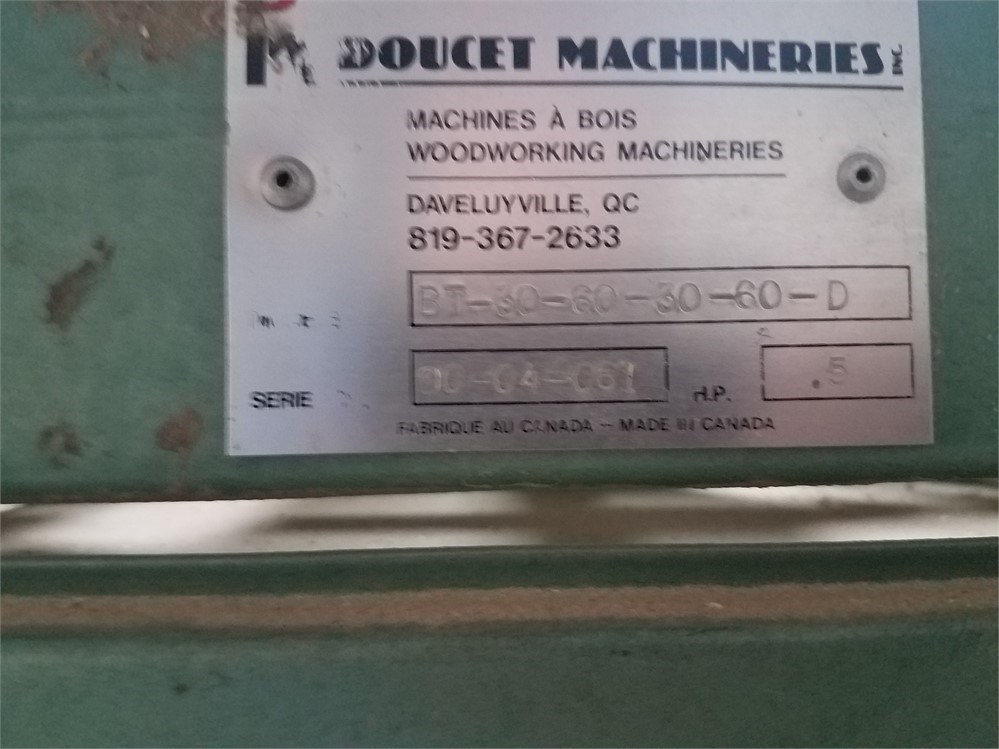 DOUCET MACHINERIES INC.
MACHINES À BOIS
WOODWORKING MACHINERIES
DAVELUYVILLE, QC
819-367-2633
BT-30-60-30-60-D
SERIE
H.P. .5
FABRIQUE AU CANADA - MADE IN CANADA